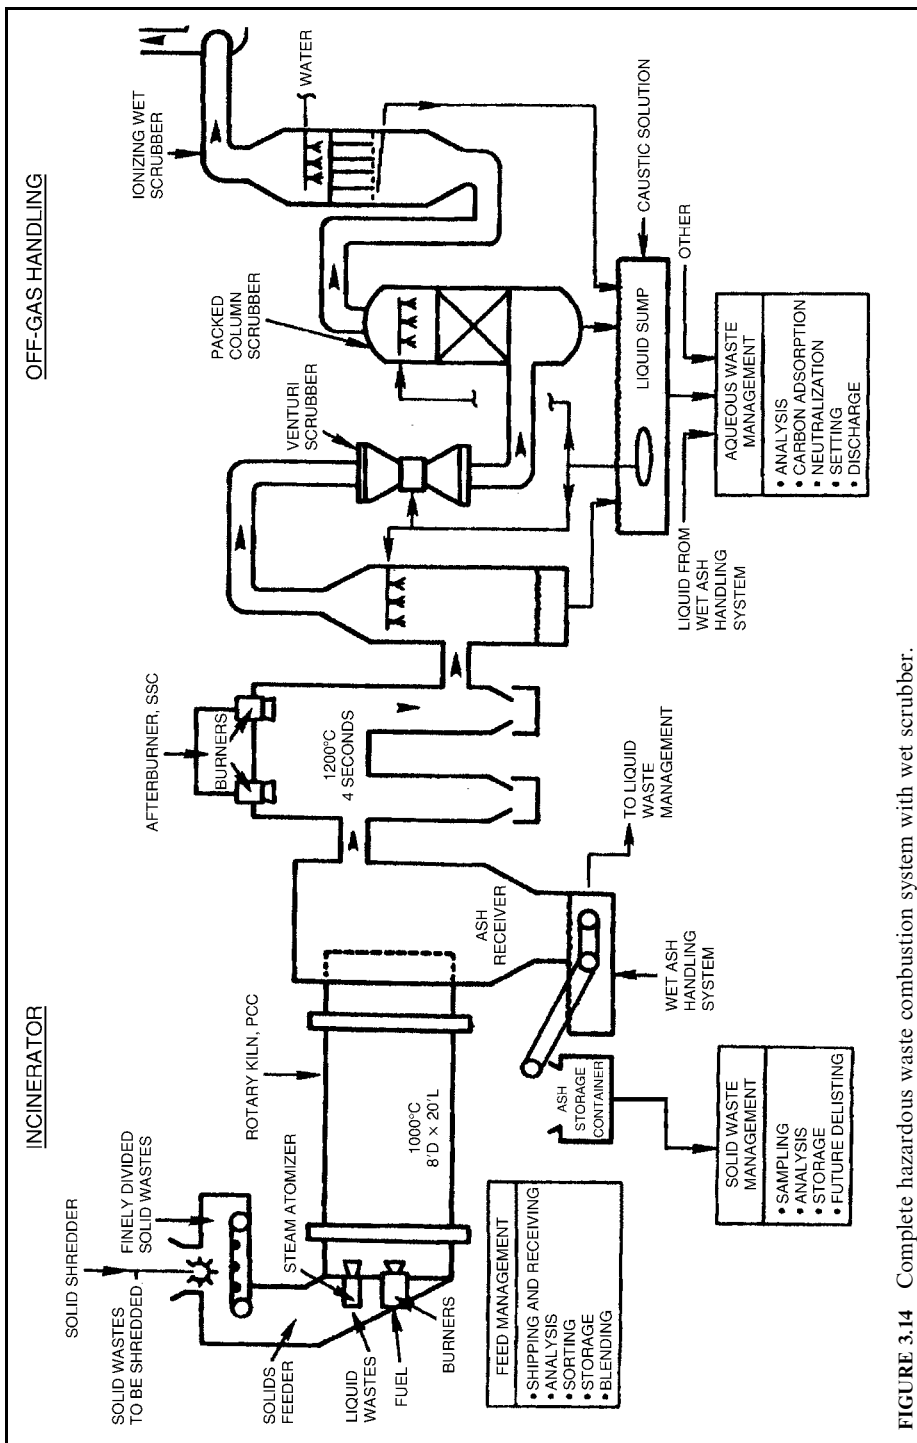 INCINERATOR
OFF-GAS HANDLING
SOLID SHREDDER
SOLID WASTES
TO BE SHREDDED
FINELY DIVIDED
SOLID WASTES
SOLIDS
FEEDER
STEAM ATOMIZER
LIQUID
WASTES
FUEL
BURNERS
ROTARY KILN, PCC
1000°C
8'D × 20'L
ASH
RECEIVER
AFTERBURNER, SSC
BURNERS
1200°C
4 SECONDS
VENTURI
SCRUBBER
PACKED
COLUMN
SCRUBBER
IONIZING WET
SCRUBBER
WATER
CAUSTIC SOLUTION
LIQUID SUMP
OTHER
LIQUID FROM
WET ASH
HANDLING
SYSTEM
TO LIQUID
WASTE
MANAGEMENT
WET ASH
HANDLING
SYSTEM
ASH
STORAGE
CONTAINER
FEED MANAGEMENT
• SHIPPING AND RECEIVING
• ANALYSIS
• SORTING
• STORAGE
• BLENDING
SOLID WASTE
MANAGEMENT
• SAMPLING
• ANALYSIS
• STORAGE
• FUTURE DELISTING
AQUEOUS WASTE
MANAGEMENT
• ANALYSIS
• CARBON ADSORPTION
• NEUTRALIZATION
• SETTING
• DISCHARGE
FIGURE 3.14 Complete hazardous waste combustion system with wet scrubber.